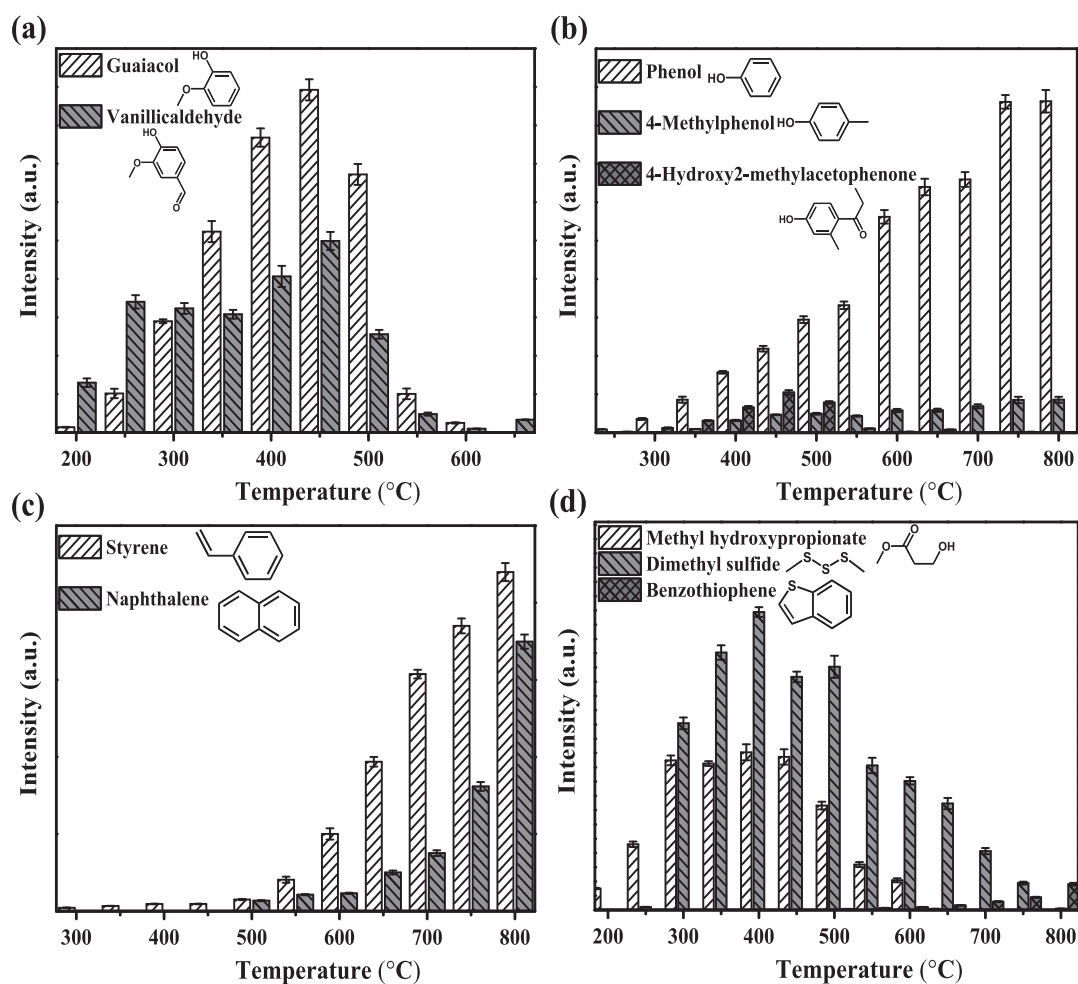 (a)
Guaiacol
HO
O
Vanillicaldehyde
HO
O
O
Intensity (a.u.)
200 300 400 500 600
Temperature (°C)
(b)
Phenol
HO
4-Methylphenol
HO
4-Hydroxy2-methylacetophenone
HO
O
Intensity (a.u.)
300 400 500 600 700 800
Temperature (°C)
(c)
Styrene
Naphthalene
Intensity (a.u.)
300 400 500 600 700 800
Temperature (°C)
(d)
Methyl hydroxypropionate
O
O
OH
Dimethyl sulfide
S S S
Benzothiophene
S
Intensity (a.u.)
200 300 400 500 600 700 800
Temperature (°C)